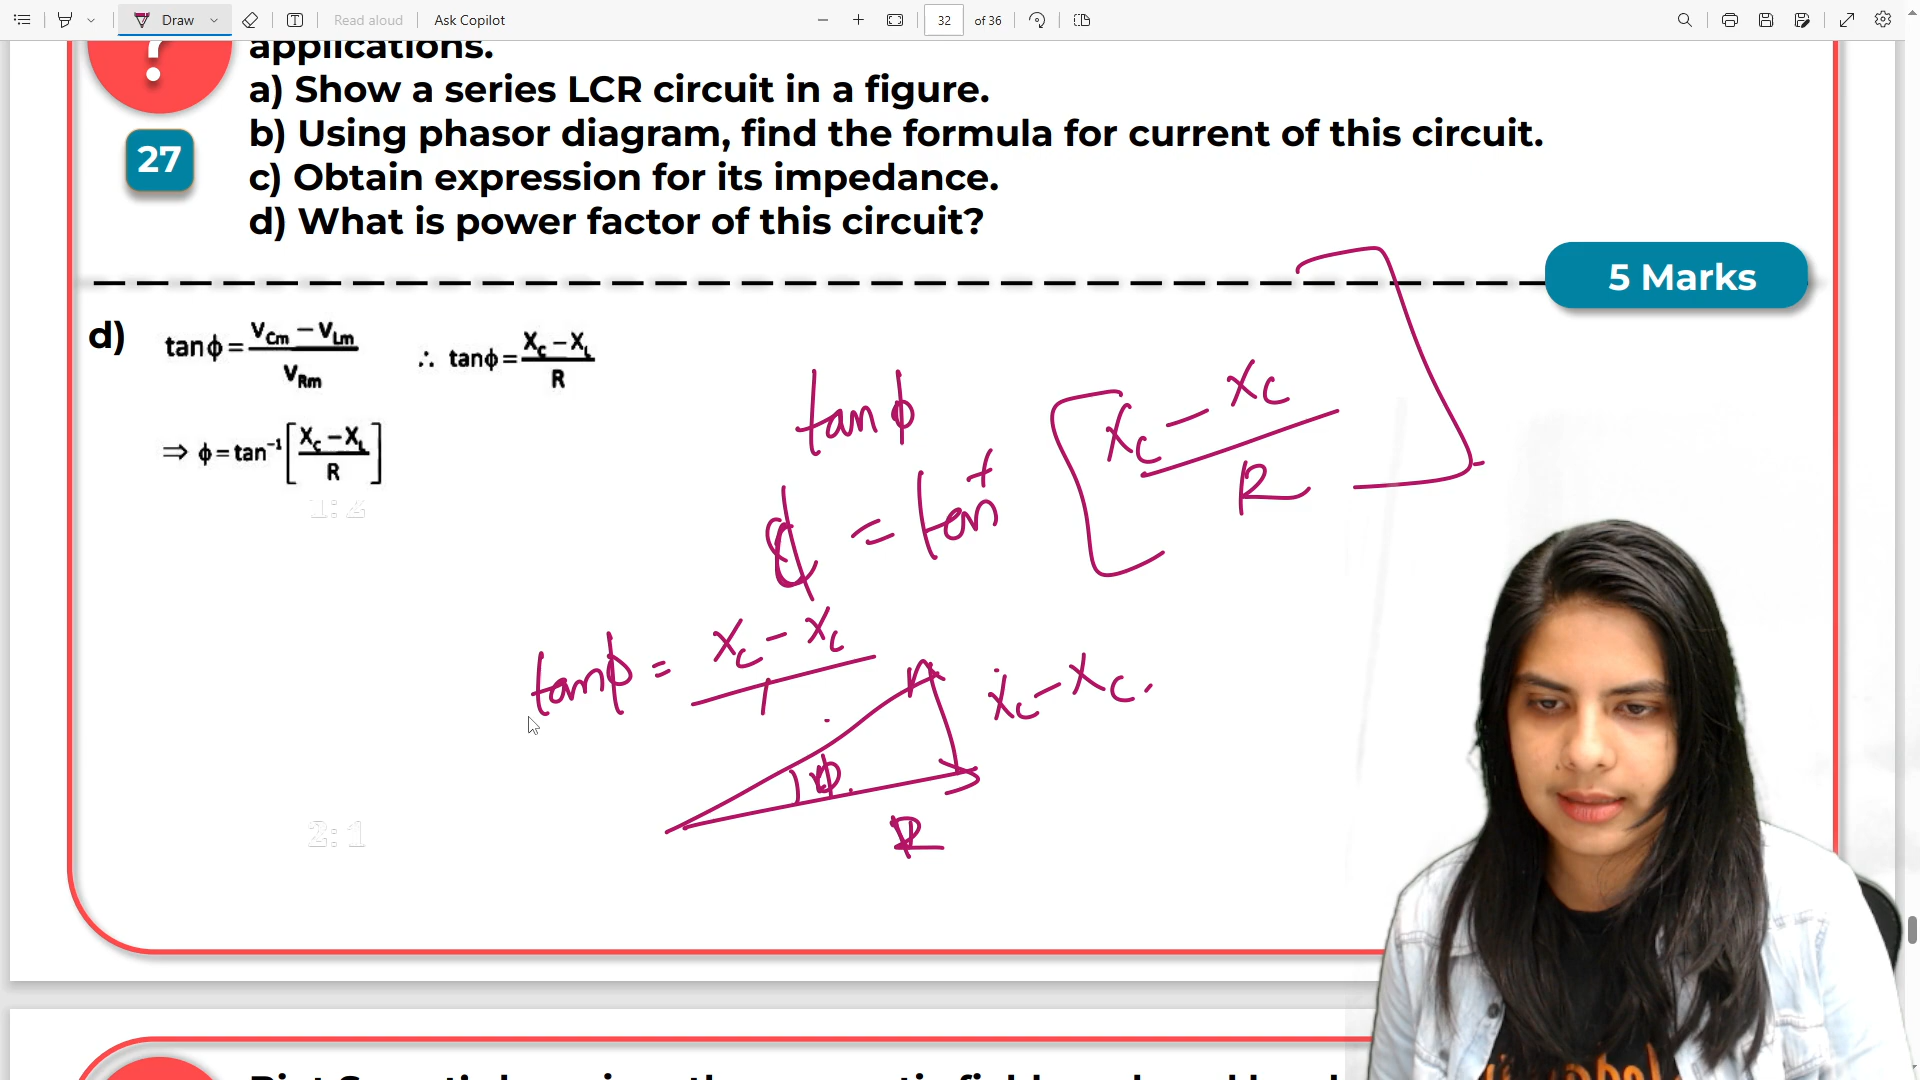 Draw
Read aloud
Ask Copilot
32 of 36
?
applications.
a) Show a series LCR circuit in a figure.
b) Using phasor diagram, find the formula for current of this circuit.
27
c) Obtain expression for its impedance.
d) What is power factor of this circuit?
5 Marks
d) tanϕ = (V_Cm − V_Lm) / V_Rm ∴ tanϕ = (X_C − X_L) / R
⇒ ϕ = tan⁻¹ [(X_C − X_L) / R]
1: 2
tan ϕ
ϕ = tan [(X_C − X_C) / R]
tanϕ = (X_C − X_C) /
X_C − X_C.
ϕ.
R
2: 1